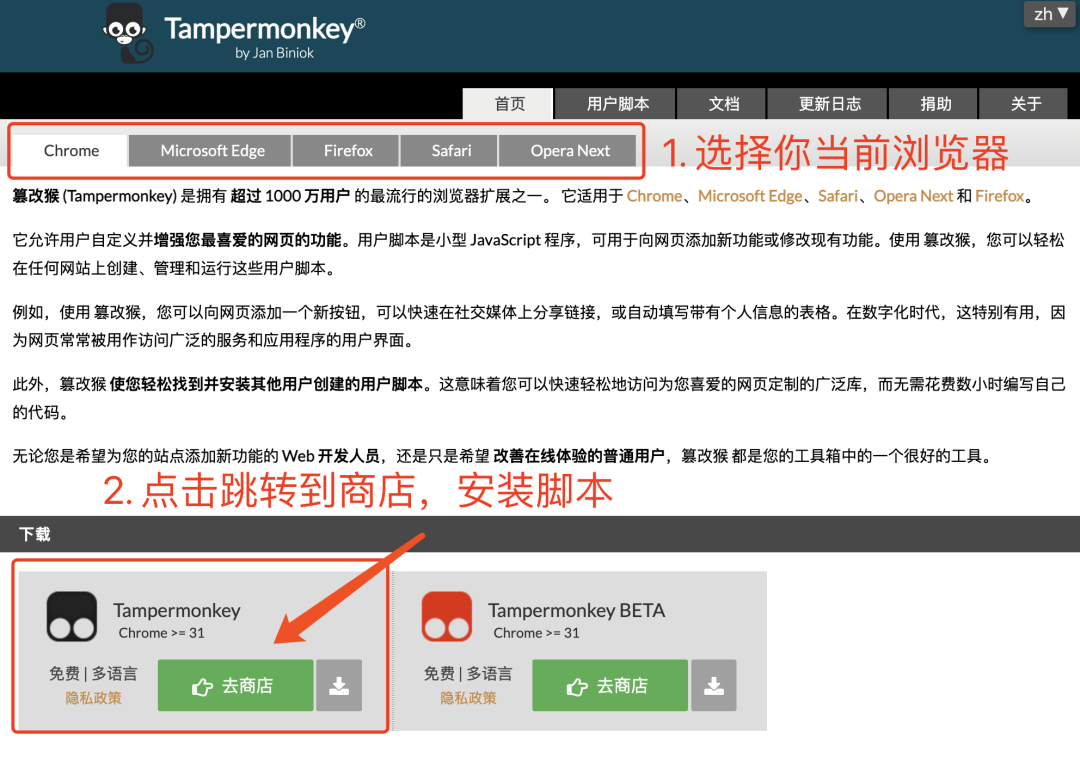 Tampermonkey®
by Jan Biniok
zh ▼
首页 用户脚本 文档 更新日志 捐助 关于
Chrome Microsoft Edge Firefox Safari Opera Next
1. 选择你当前浏览器
篡改猴 (Tampermonkey) 是拥有 超过 1000 万用户 的最流行的浏览器扩展之一。 它适用于 Chrome、Microsoft Edge、Safari、Opera Next 和 Firefox。
它允许用户自定义并增强您最喜爱的网页的功能。用户脚本是小型 JavaScript 程序，可用于向网页添加新功能或修改现有功能。使用 篡改猴，您可以轻松
在任何网站上创建、管理和运行这些用户脚本。
例如，使用 篡改猴，您可以向网页添加一个新按钮，可以快速在社交媒体上分享链接，或自动填写带有个人信息的表格。在数字化时代，这特别有用，因
为网页常常被用作访问广泛的服务和应用程序的用户界面。
此外，篡改猴 使您轻松找到并安装其他用户创建的用户脚本。这意味着您可以快速轻松地访问为您喜爱的网页定制的广泛库，而无需花费数小时编写自己
的代码。
无论您是希望为您的站点添加新功能的 Web 开发人员，还是只是希望 改善在线体验的普通用户，篡改猴 都是您的工具箱中的一个很好的工具。
2. 点击跳转到商店，安装脚本
下载
Tampermonkey
Chrome >= 31
免费 | 多语言
隐私政策
去商店
Tampermonkey BETA
Chrome >= 31
免费 | 多语言
隐私政策
去商店